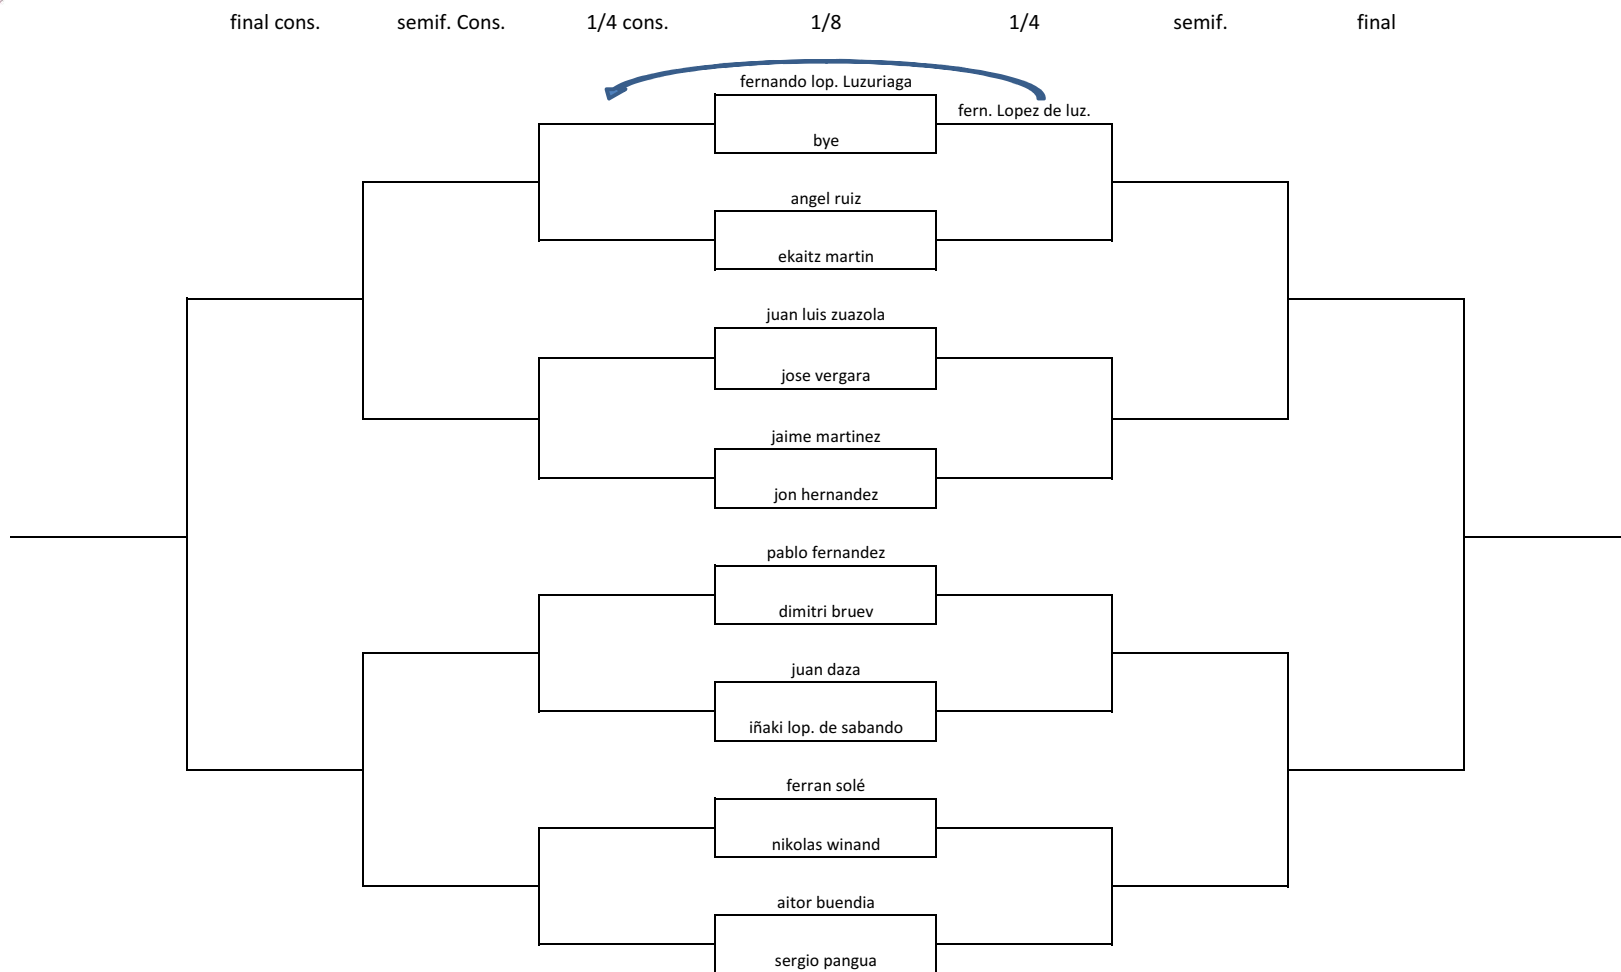 final cons. semif. Cons. 1/4 cons. 1/8 1/4 semif. final
fernando lop. Luzuriaga
fern. Lopez de luz.
bye
angel ruiz
ekaitz martin
juan luis zuazola
jose vergara
jaime martinez
jon hernandez
pablo fernandez
dimitri bruev
juan daza
iñaki lop. de sabando
ferran solé
nikolas winand
aitor buendia
sergio pangua